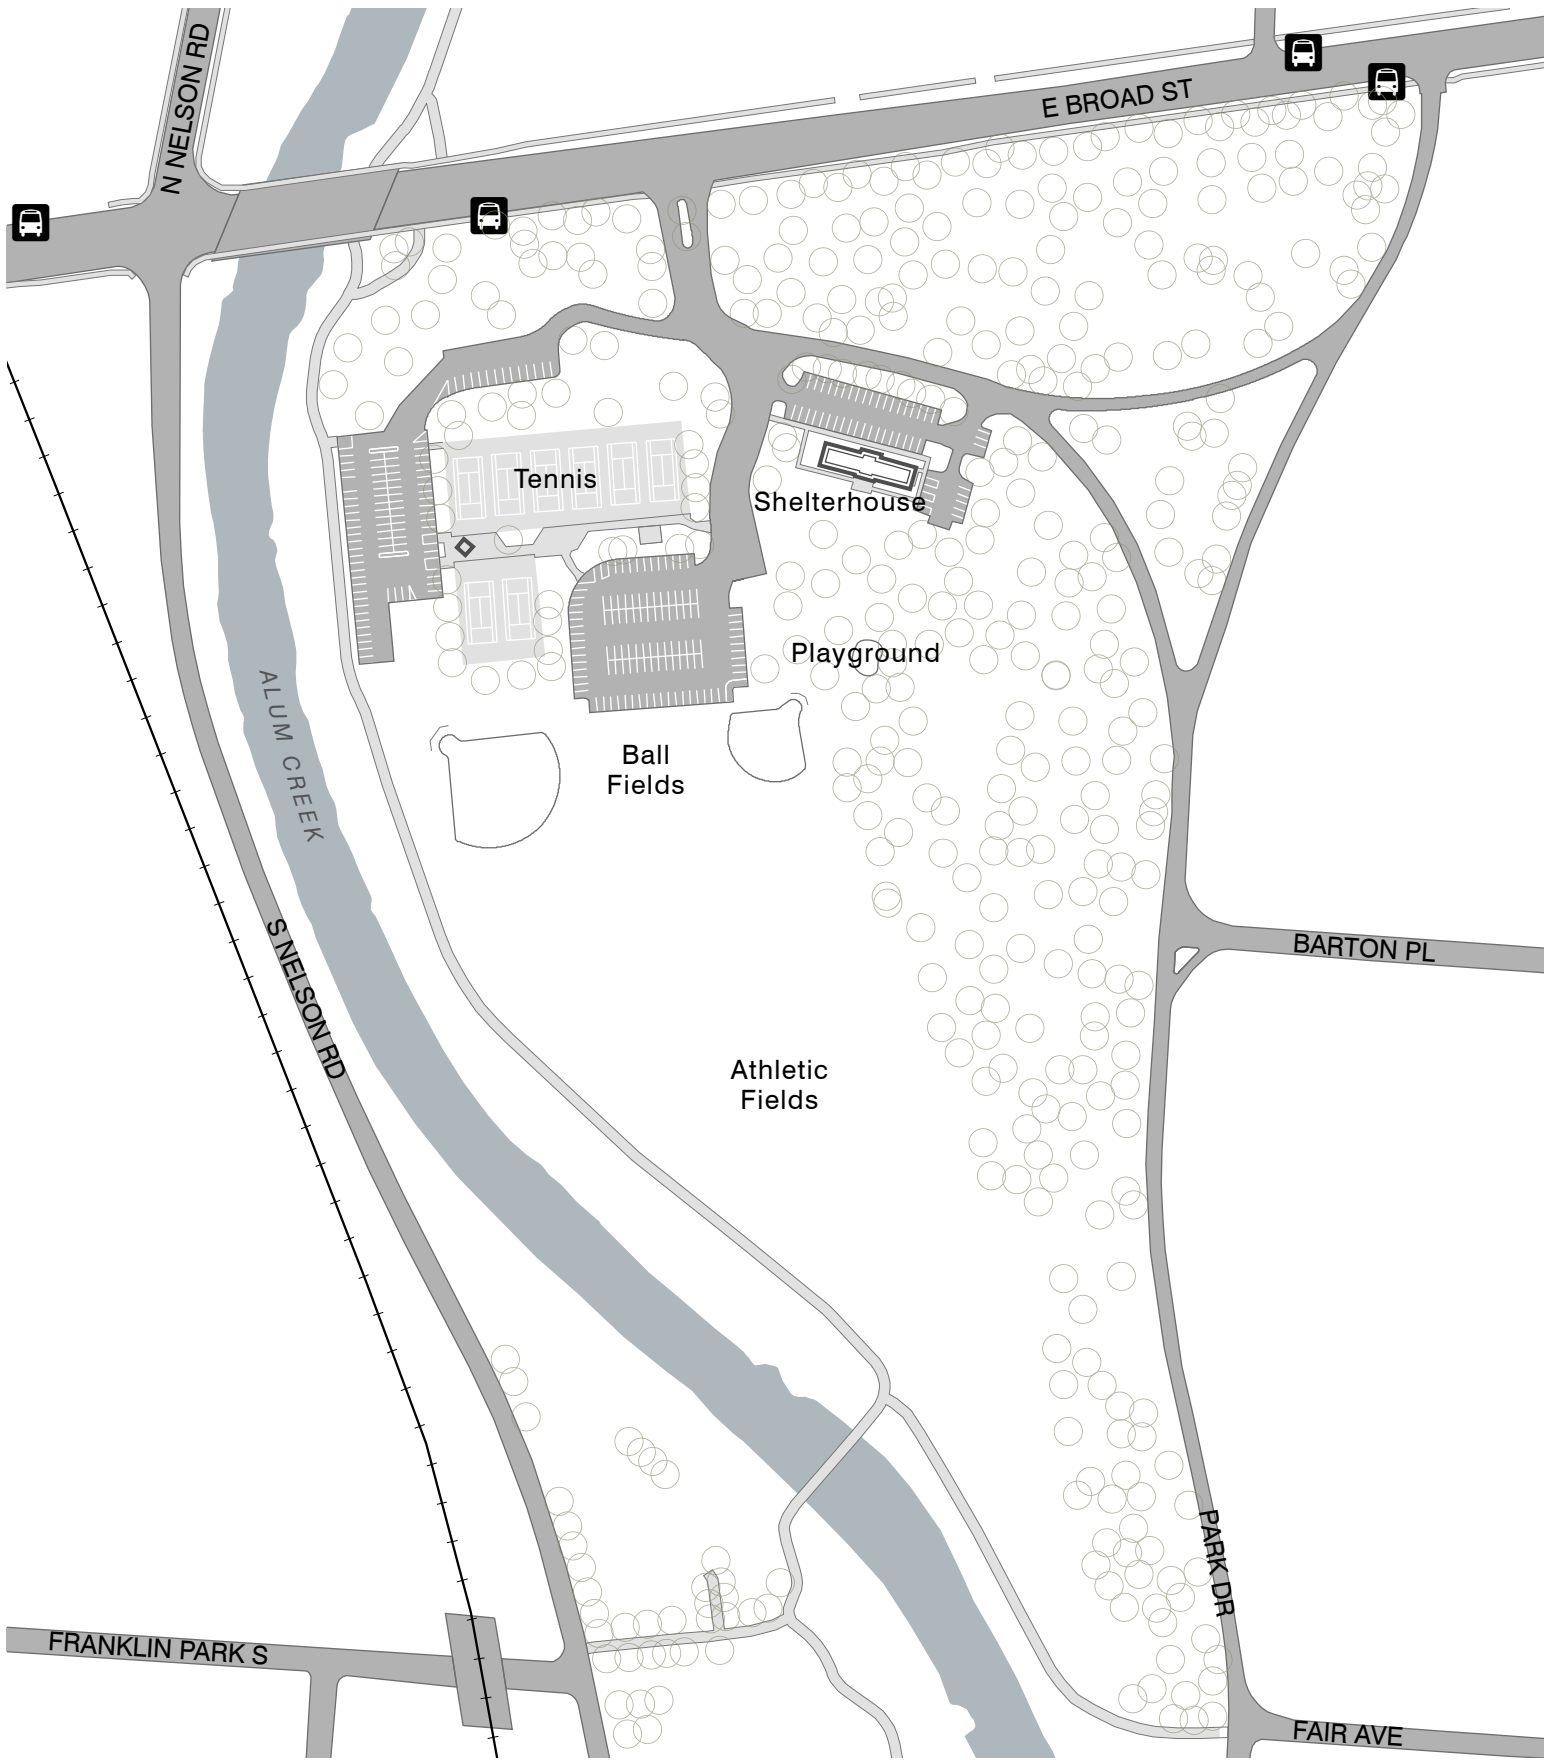 N NELSON RD
E BROAD ST
Tennis
Shelterhouse
Playground
ALUM CREEK
Ball
Fields
S NELSON RD
BARTON PL
Athletic
Fields
PARK DR
FRANKLIN PARK S
FAIR AVE